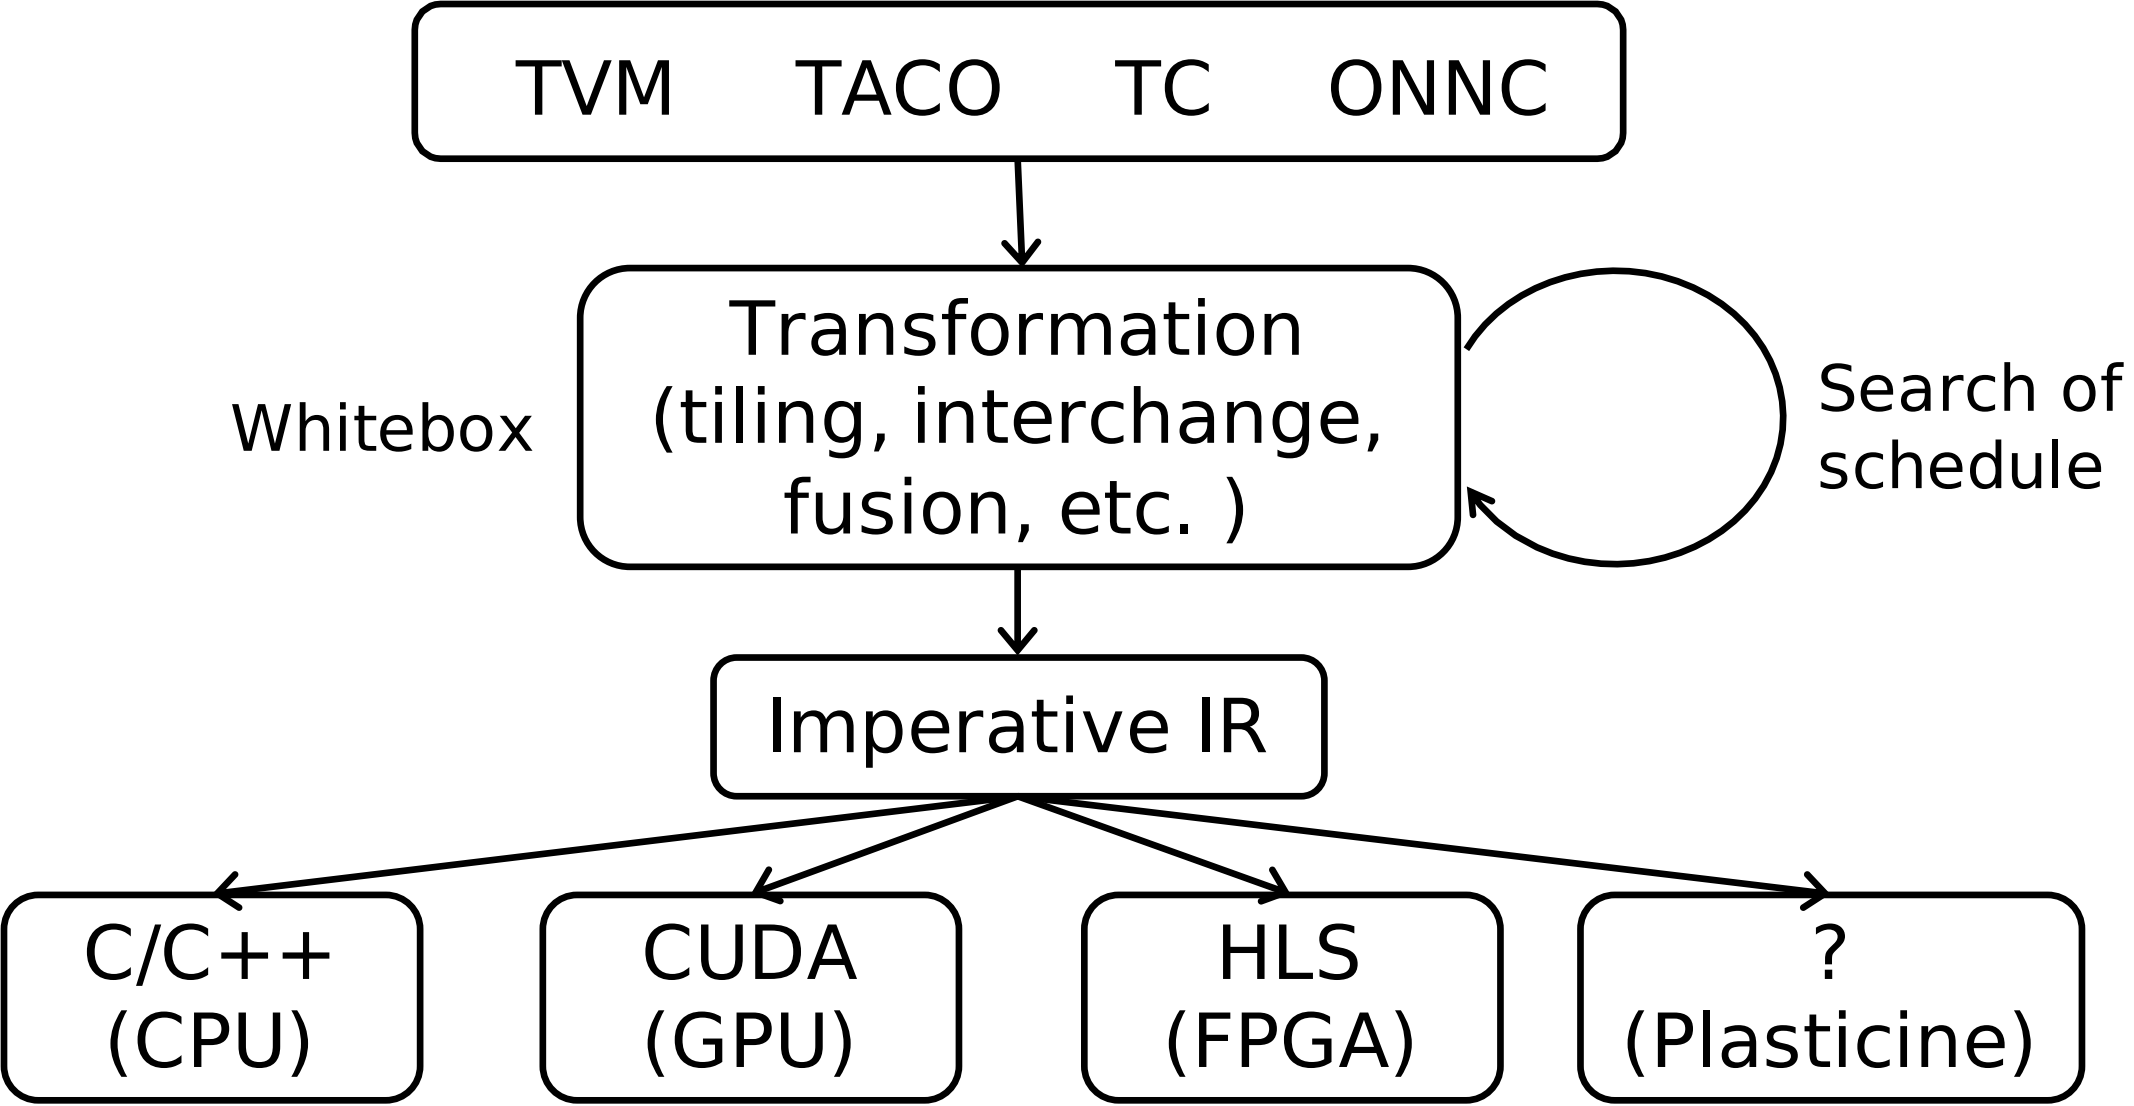 TVM TACO TC ONNC
Transformation
(tiling, interchange,
fusion, etc. )
Whitebox
Search of
schedule
Imperative IR
C/C++
(CPU)
CUDA
(GPU)
HLS
(FPGA)
?
(Plasticine)